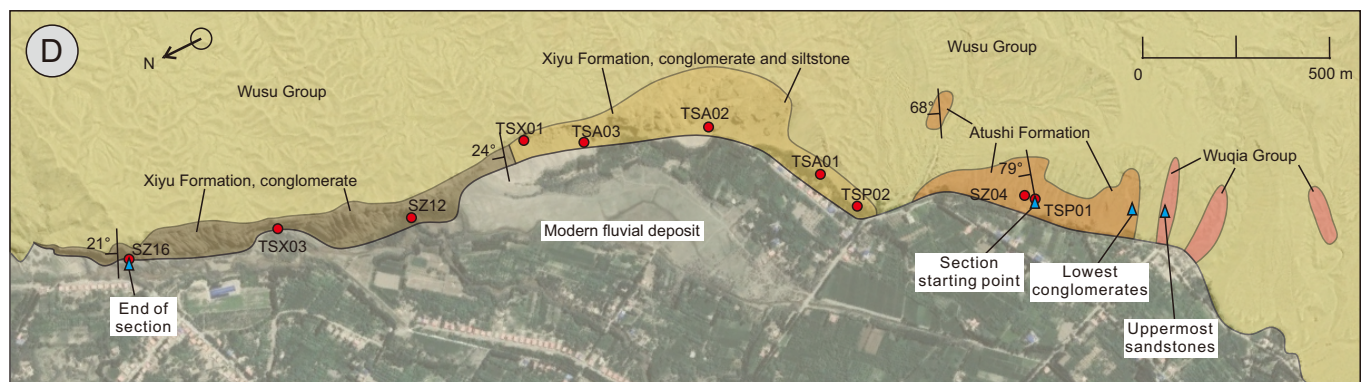 D
N
Wusu Group
Xiyu Formation, conglomerate and siltstone
Wusu Group
0
500 m
TSX01
TSA03
TSA02
68°
Atushi Formation
24°
Wuqia Group
Xiyu Formation, conglomerate
TSA01
79°
SZ04
TSP01
TSP02
SZ12
TSX03
21°
SZ16
Modern fluvial deposit
End of
section
Section
starting point
Lowest
conglomerates
Uppermost
sandstones